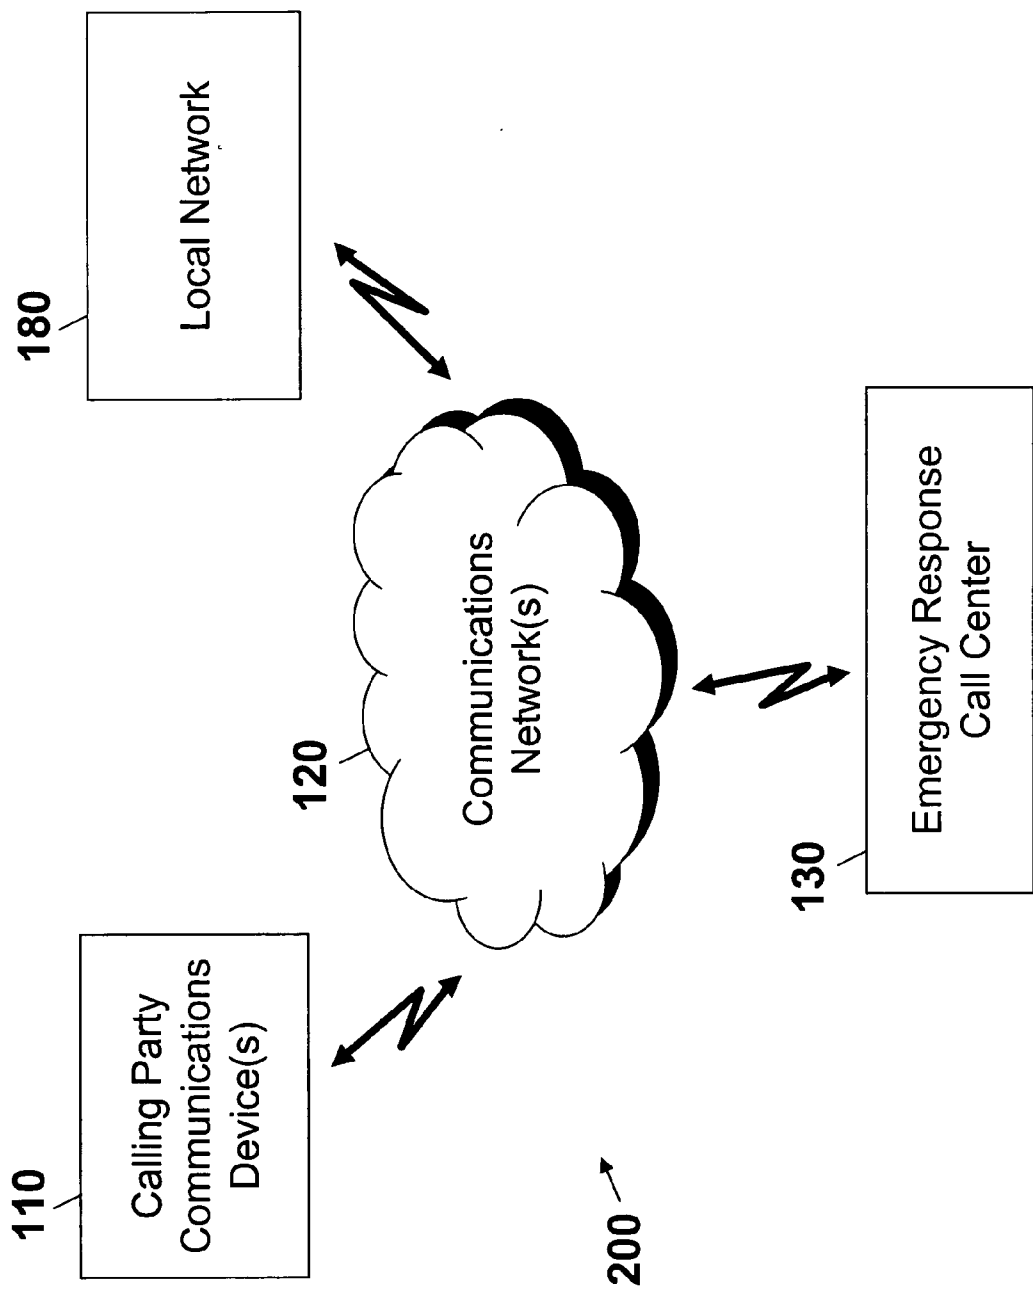 110
Calling Party
Communications
Device(s)
180
Local Network
120
Communications
Network(s)
130
Emergency Response
Call Center
200